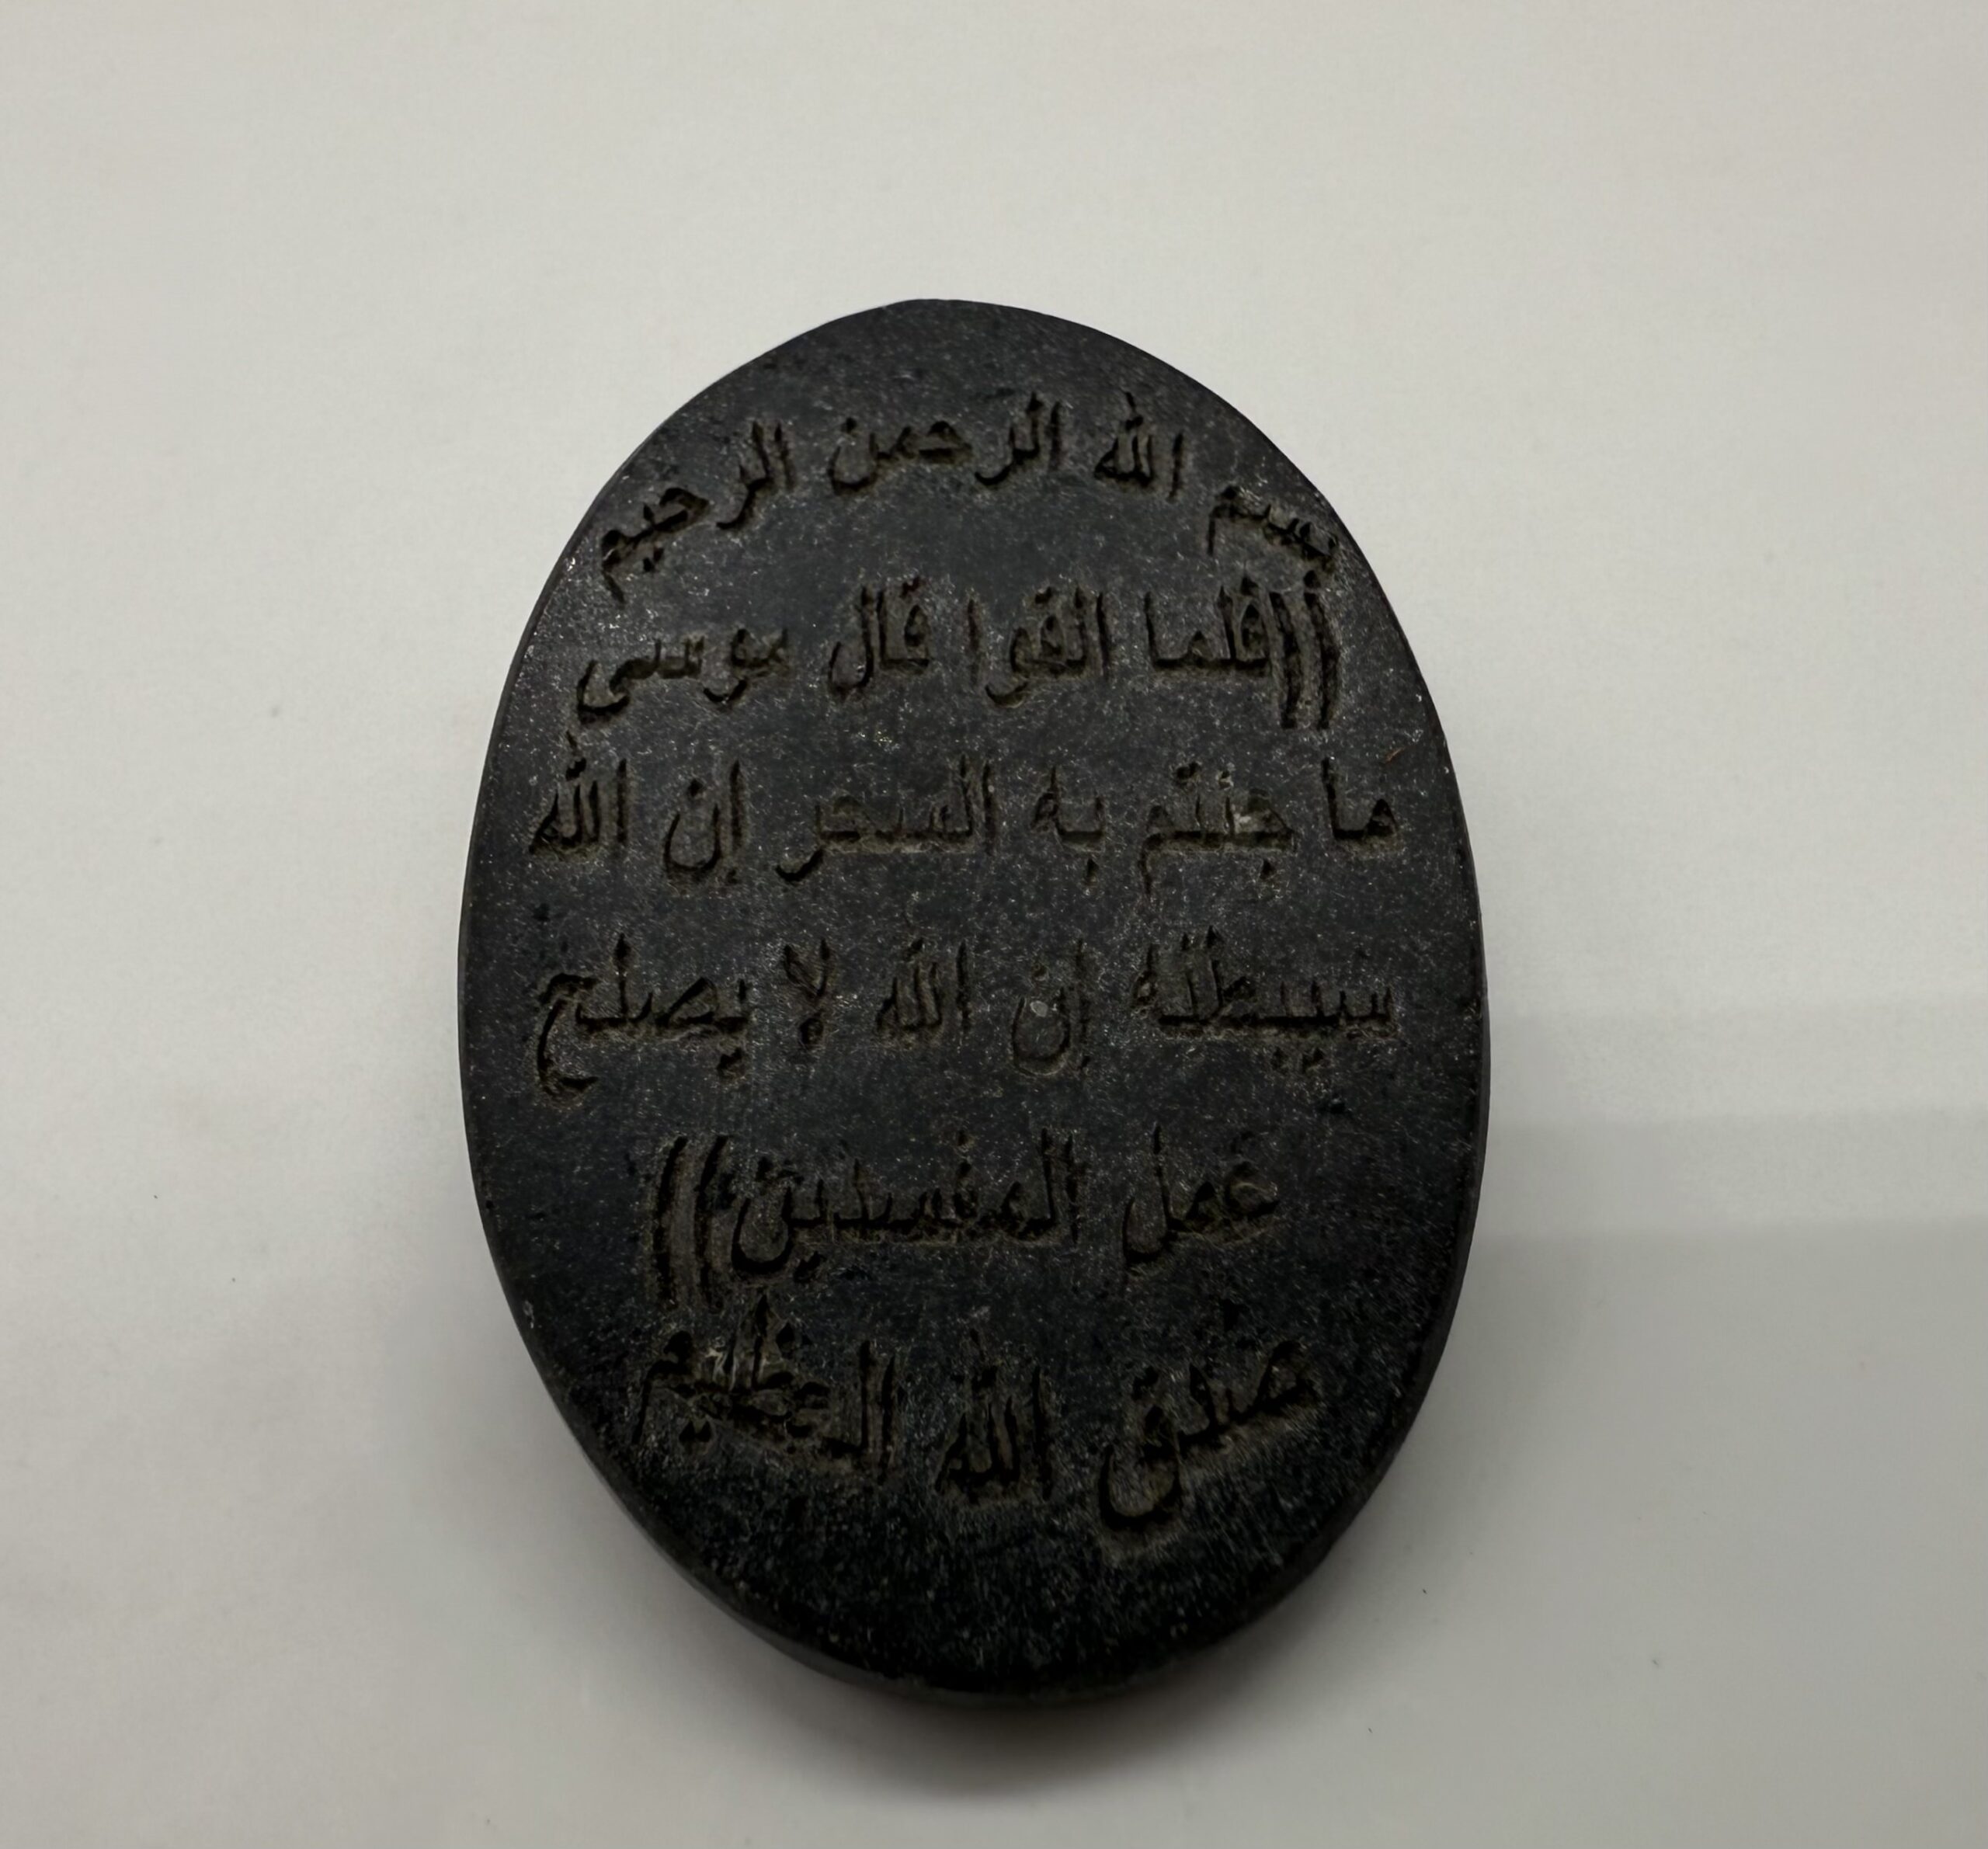 بسم الله الرحمن الرحيم
((فلما القوا قال موسى
ما جئتم به السحر إن الله
سيبطله إن الله لا يصلح
عمل المفسدين))
صدق الله العظيم